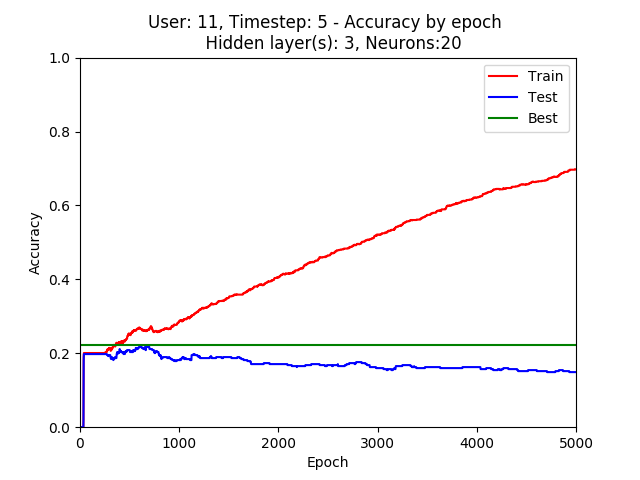 User: 11, Timestep: 5 - Accuracy by epoch
Hidden layer(s): 3, Neurons:20
1.0
0.8
0.6
0.4
0.2
0.0
Accuracy
Train
Test
Best
0 1000 2000 3000 4000 5000
Epoch